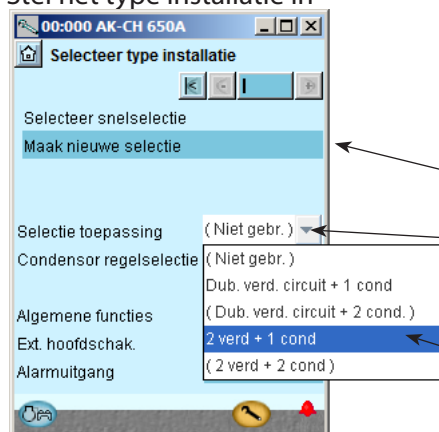 Stel het type installatie in
00:000 AK-CH 650A
Selecteer type installatie
Selecteer snelselectie
Maak nieuwe selectie
Selectie toepassing ( Niet gebr. )
Condensor regelselectie ( Niet gebr. )
Dub. verd. circuit + 1 cond
Algemene functies ( Dub. verd. circuit + 2 cond. )
Ext. hoofdschak. 2 verd + 1 cond
Alarmuitgang ( 2 verd + 2 cond )